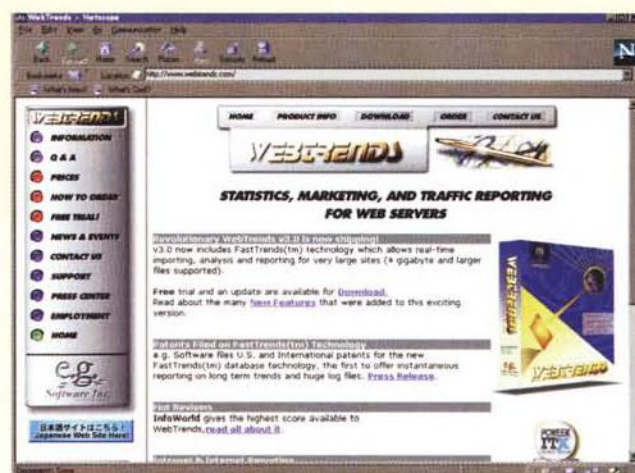 WebTrends - Netscape
File Edit View Go Communicator Help
Back Home Search Places Security Reload
Bookmarks Location http://www.webtrends.com/
What's New? What's Cool?
WEBTRENDS
INFORMATION
Q & A
PRICES
HOW TO ORDER
FREE TRIAL!
NEWS & EVENTS
CONTACT US
SUPPORT
PRESS CENTER
EMPLOYMENT
HOME
e.g.
Software Inc.
日本語サイトはこちら!
Japanese Web Site Here!
HOME PRODUCT INFO DOWNLOAD ORDER CONTACT US
WEBTRENDS
STATISTICS, MARKETING, AND TRAFFIC REPORTING
FOR WEB SERVERS
Revolutionary WebTrends v3.0 is now shipping!
v3.0 now includes FastTrends(tm) technology which allows real-time
importing, analysis and reporting for very large sites (+ gigabyte and larger
files supported).
Free trial and an update are available for Download.
Read about the many New Features that were added to this exciting
version.
Patents Filed on FastTrends(tm) Technology
e.g. Software files U.S. and International patents for the new
FastTrends(tm) database technology, the first to offer instantaneous
reporting on long term trends and huge log files. Press Release.
Hot Reviews
InfoWorld gives the highest score available to
WebTrends,read all about it.
Intranet & Internet Reporting
WEBTRENDS
WEBTRENDS